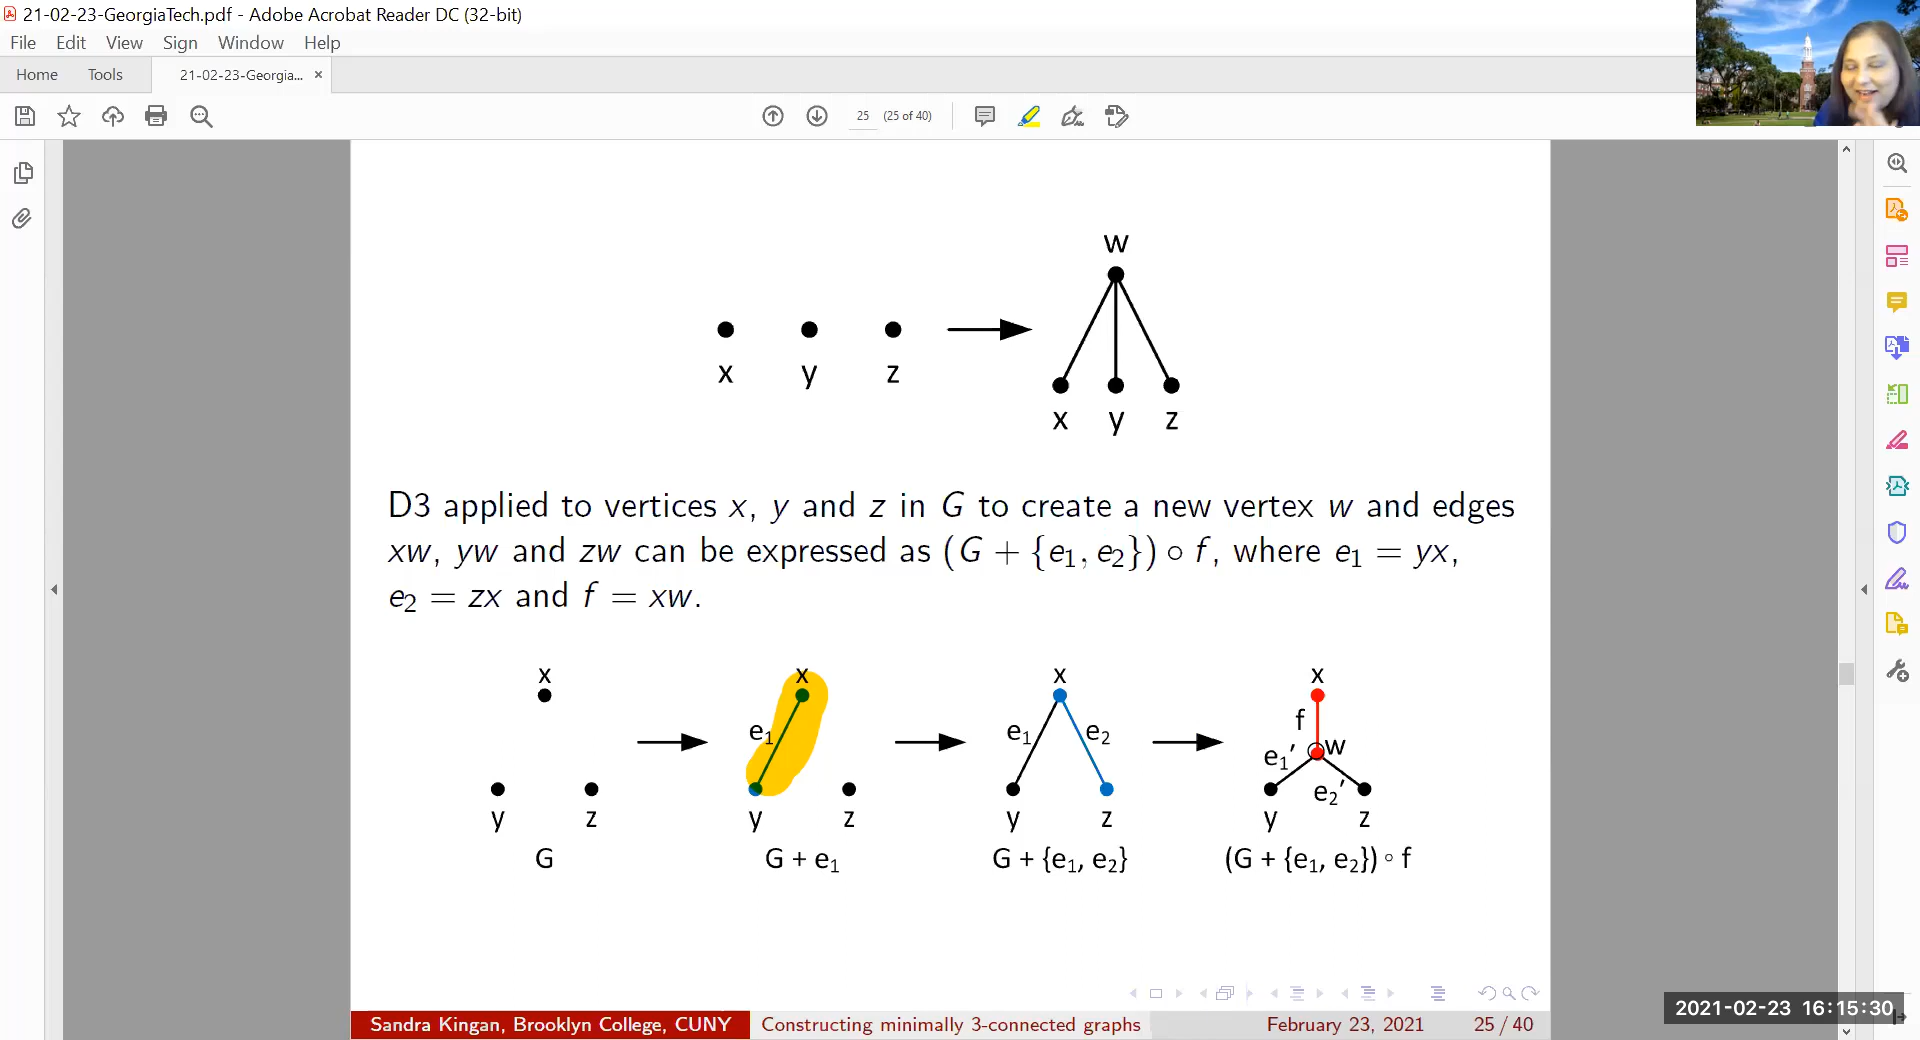 21-02-23-GeorgiaTech.pdf - Adobe Acrobat Reader DC (32-bit)
File Edit View Sign Window Help
Home Tools 21-02-23-Georgia... ×
25 (25 of 40)
w
x y z
x y z
D3 applied to vertices x, y and z in G to create a new vertex w and edges
xw, yw and zw can be expressed as (G + {e₁, e₂}) ∘ f, where e₁ = yx,
e₂ = zx and f = xw.
x x x x
f
e₁ e₁ e₂ e₁′ w
e₂′
y z y z y z y z
G G + e₁ G + {e₁, e₂} (G + {e₁, e₂}) ∘ f
Sandra Kingan, Brooklyn College, CUNY Constructing minimally 3-connected graphs February 23, 2021 25 / 40
2021-02-23 16:15:30